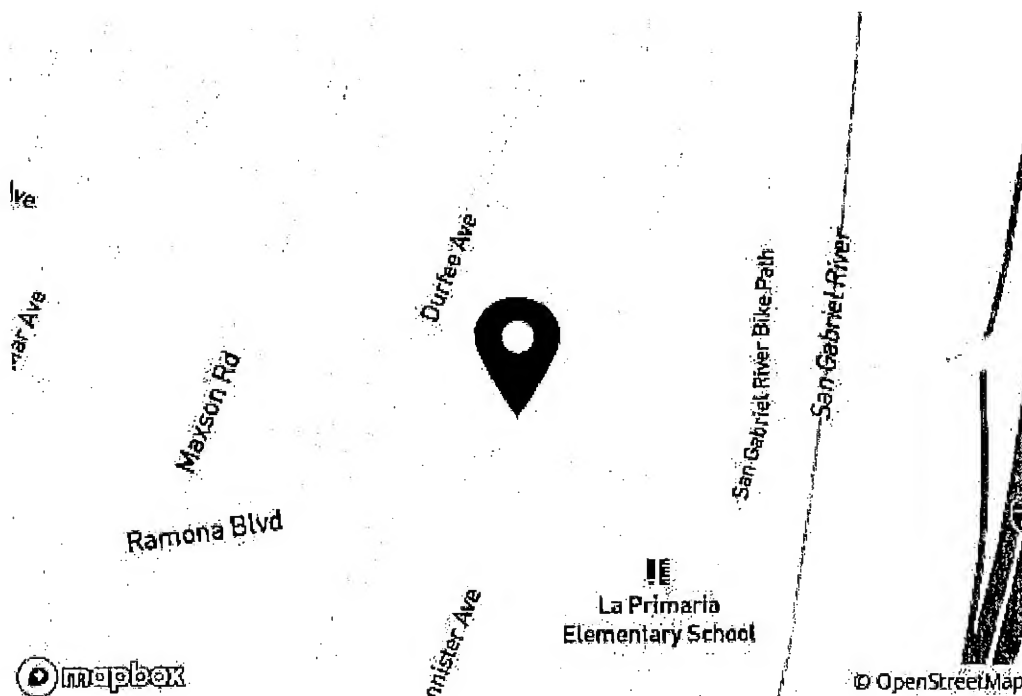 Durfee Ave
San Gabriel River Bike Path
San Gabriel River
Maxson Rd
Ramona Blvd
La Primaria
Elementary School
mapbox
© OpenStreetMap